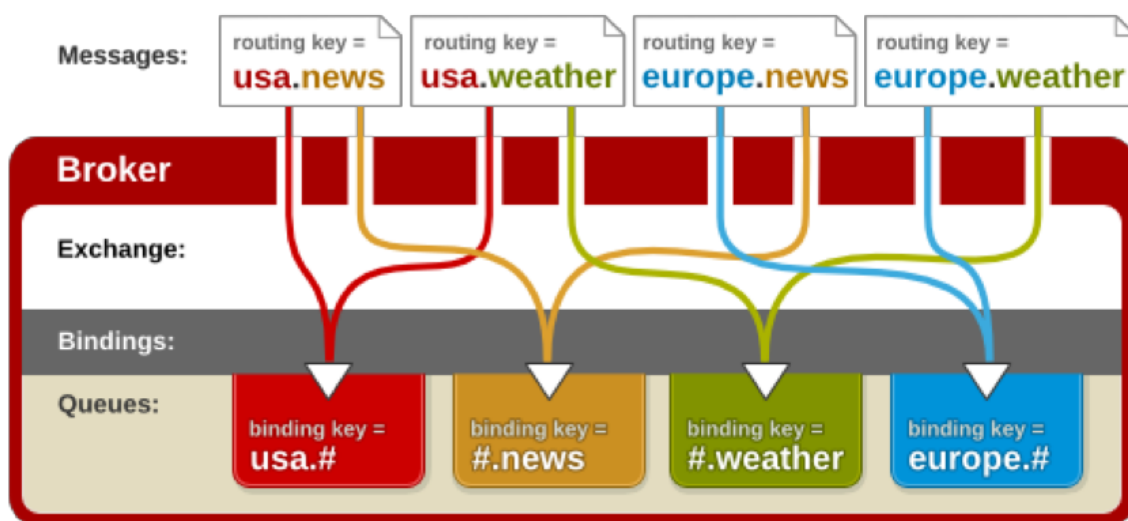 Messages:
routing key =
usa.news
routing key =
usa.weather
routing key =
europe.news
routing key =
europe.weather
Broker
Exchange:
Bindings:
Queues:
binding key =
usa.#
binding key =
#.news
binding key =
#.weather
binding key =
europe.#